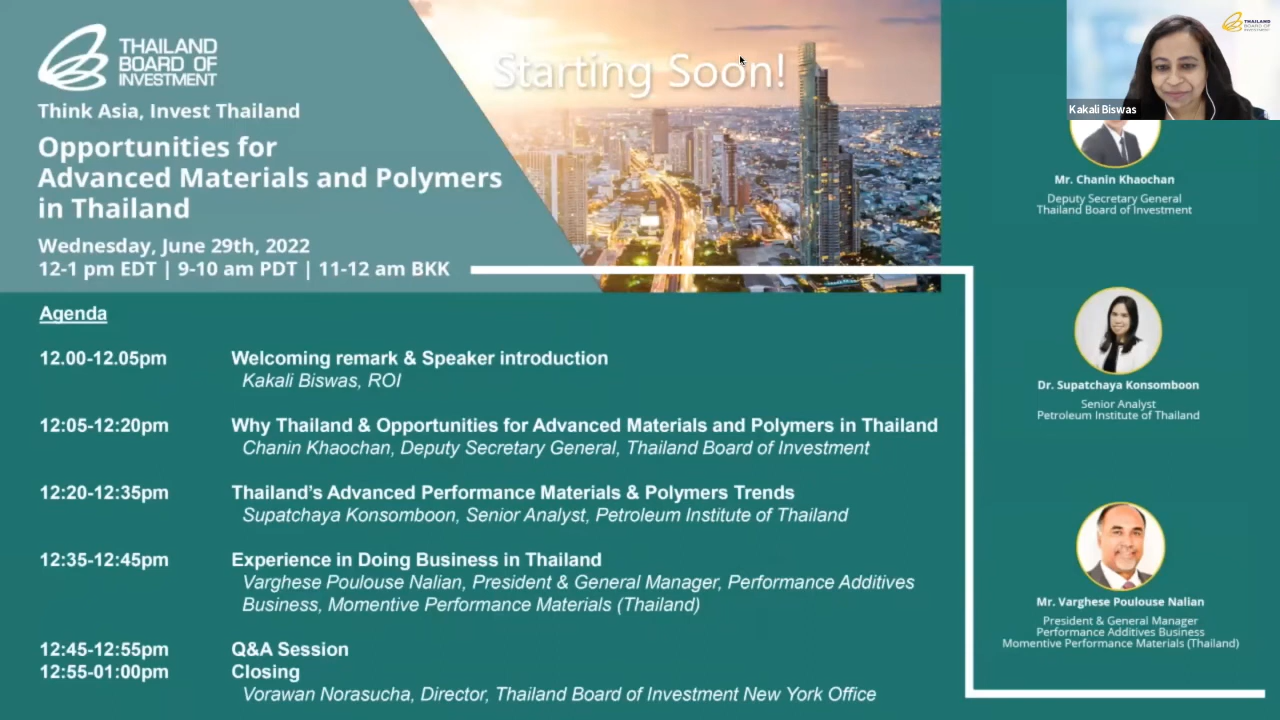 THAILAND
BOARD OF
INVESTMENT
Think Asia, Invest Thailand
Opportunities for
Advanced Materials and Polymers
in Thailand
Wednesday, June 29th, 2022
12-1 pm EDT | 9-10 am PDT | 11-12 am BKK
Starting Soon!
THAILAND
BOARD OF
INVESTMENT
Kakali Biswas
Agenda
12.00-12.05pm Welcoming remark & Speaker introduction
Kakali Biswas, ROI
12:05-12:20pm Why Thailand & Opportunities for Advanced Materials and Polymers in Thailand
Chanin Khaochan, Deputy Secretary General, Thailand Board of Investment
12:20-12:35pm Thailand's Advanced Performance Materials & Polymers Trends
Supatchaya Konsomboon, Senior Analyst, Petroleum Institute of Thailand
12:35-12:45pm Experience in Doing Business in Thailand
Varghese Poulouse Nalian, President & General Manager, Performance Additives
Business, Momentive Performance Materials (Thailand)
12:45-12:55pm Q&A Session
12:55-01:00pm Closing
Vorawan Norasucha, Director, Thailand Board of Investment New York Office
Mr. Chanin Khaochan
Deputy Secretary General
Thailand Board of Investment
Dr. Supatchaya Konsomboon
Senior Analyst
Petroleum Institute of Thailand
Mr. Varghese Poulouse Nalian
President & General Manager
Performance Additives Business
Momentive Performance Materials (Thailand)